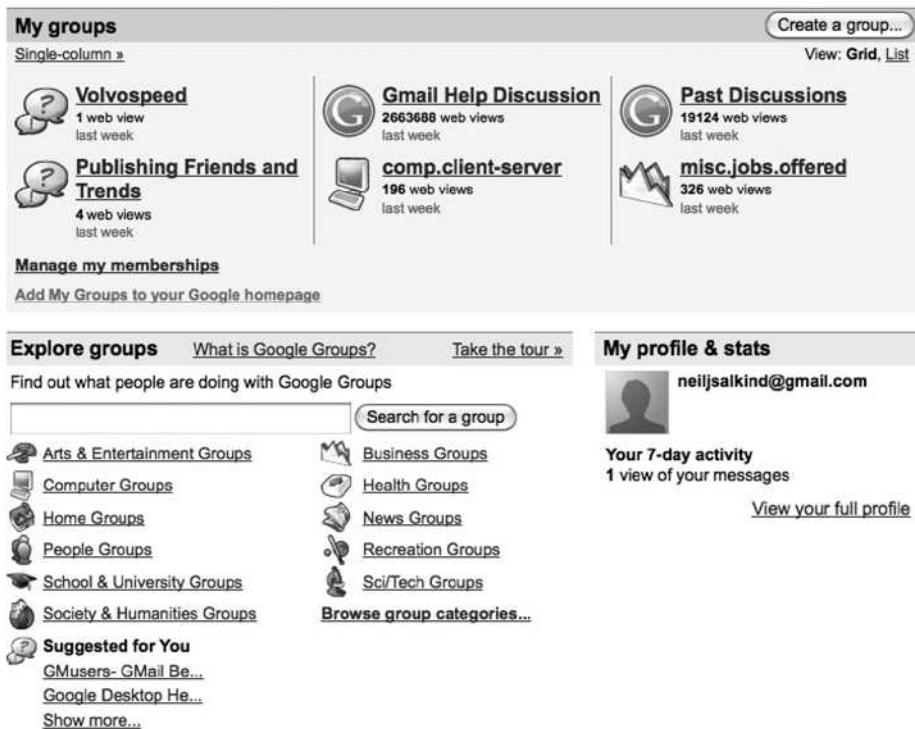 My groups
Create a group...
Single-column »
View: Grid, List
Volvospeed
1 web view
last week
Gmail Help Discussion
2663688 web views
last week
Past Discussions
19124 web views
last week
Publishing Friends and
Trends
4 web views
last week
comp.client-server
196 web views
last week
misc.jobs.offered
326 web views
last week
Manage my memberships
Add My Groups to your Google homepage
Explore groups
What is Google Groups?
Take the tour »
Find out what people are doing with Google Groups
Search for a group
Arts & Entertainment Groups
Business Groups
Computer Groups
Health Groups
Home Groups
News Groups
People Groups
Recreation Groups
School & University Groups
Sci/Tech Groups
Society & Humanities Groups
Browse group categories...
Suggested for You
GMusers- GMail Be...
Google Desktop He...
Show more...
My profile & stats
neiljsalkind@gmail.com
Your 7-day activity
1 view of your messages
View your full profile